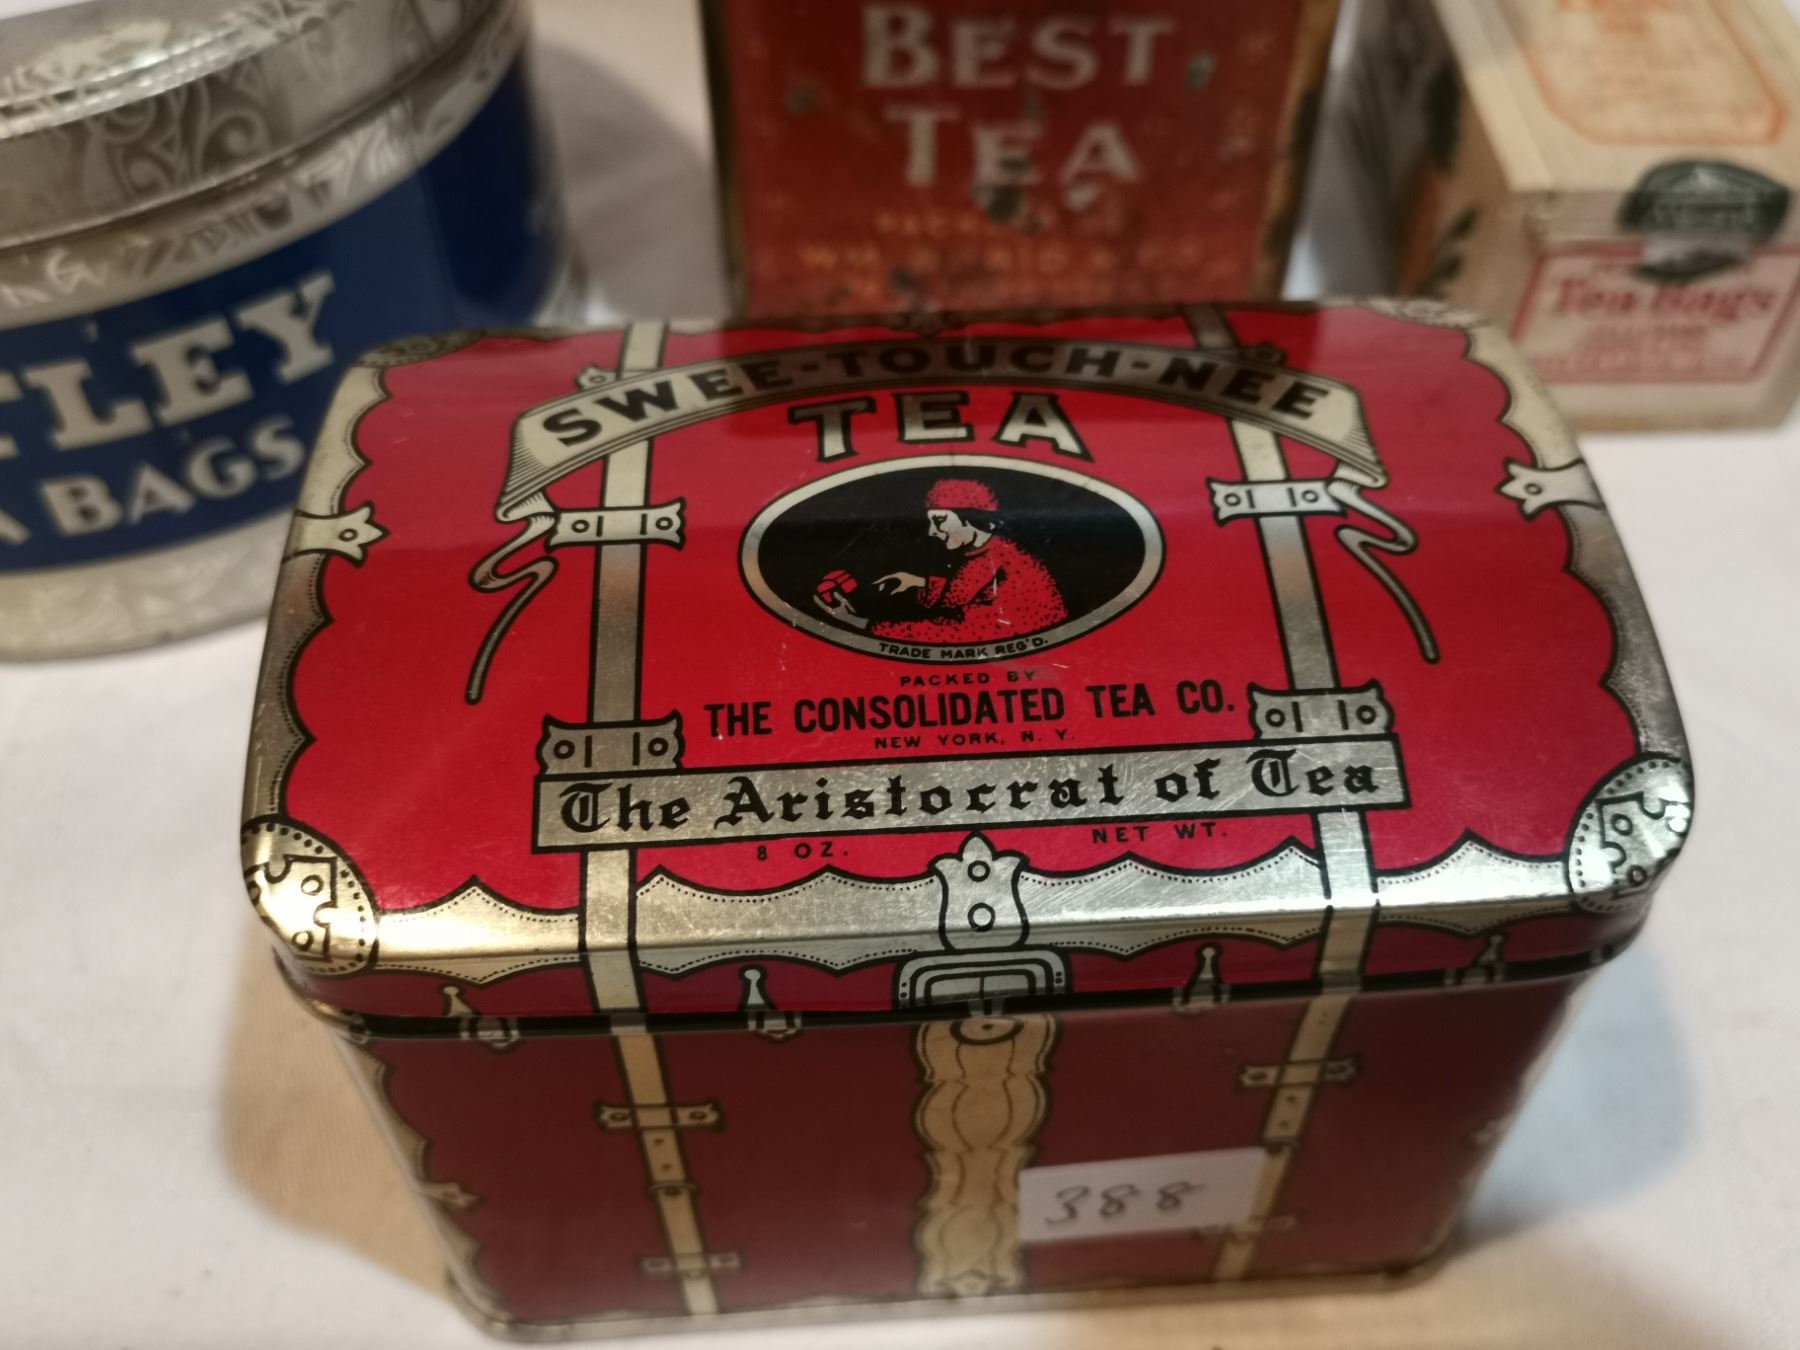 BEST
TEA
Tea Bags
TLEY
BAGS
SWEE-TOUCH-NEE
TEA
TRADE MARK REG'D.
PACKED BY
THE CONSOLIDATED TEA CO.
NEW YORK, N. Y.
The Aristocrat of Tea
8 OZ. NET WT.
388